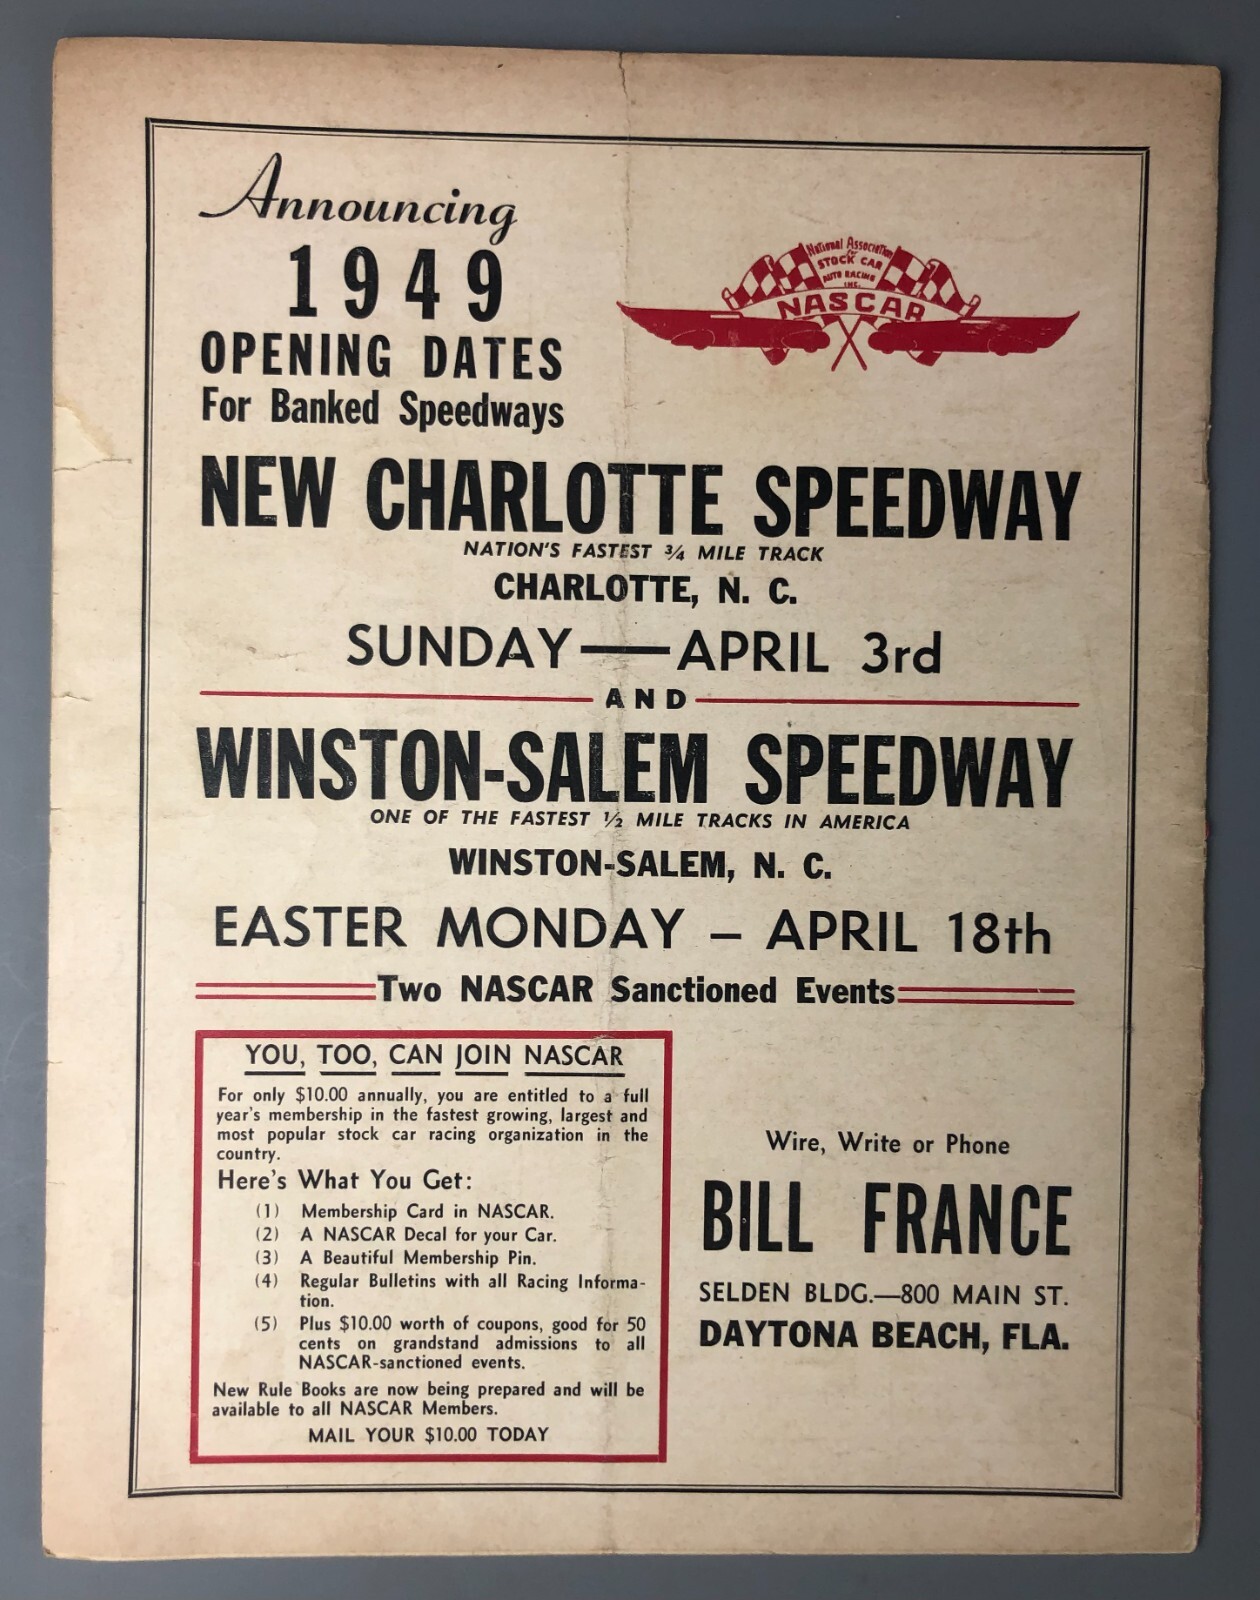 Announcing
1949
OPENING DATES
For Banked Speedways
National Association
for
STOCK CAR
AUTO RACING
INC.
NASCAR
NEW CHARLOTTE SPEEDWAY
NATION'S FASTEST ¾ MILE TRACK
CHARLOTTE, N. C.
SUNDAY—APRIL 3rd
AND
WINSTON-SALEM SPEEDWAY
ONE OF THE FASTEST ½ MILE TRACKS IN AMERICA
WINSTON-SALEM, N. C.
EASTER MONDAY – APRIL 18th
Two NASCAR Sanctioned Events
YOU, TOO, CAN JOIN NASCAR
For only $10.00 annually, you are entitled to a full
year's membership in the fastest growing, largest and
most popular stock car racing organization in the
country.
Here's What You Get:
(1) Membership Card in NASCAR.
(2) A NASCAR Decal for your Car.
(3) A Beautiful Membership Pin.
(4) Regular Bulletins with all Racing Informa-
tion.
(5) Plus $10.00 worth of coupons, good for 50
cents on grandstand admissions to all
NASCAR-sanctioned events.
New Rule Books are now being prepared and will be
available to all NASCAR Members.
MAIL YOUR $10.00 TODAY
Wire, Write or Phone
BILL FRANCE
SELDEN BLDG.—800 MAIN ST.
DAYTONA BEACH, FLA.